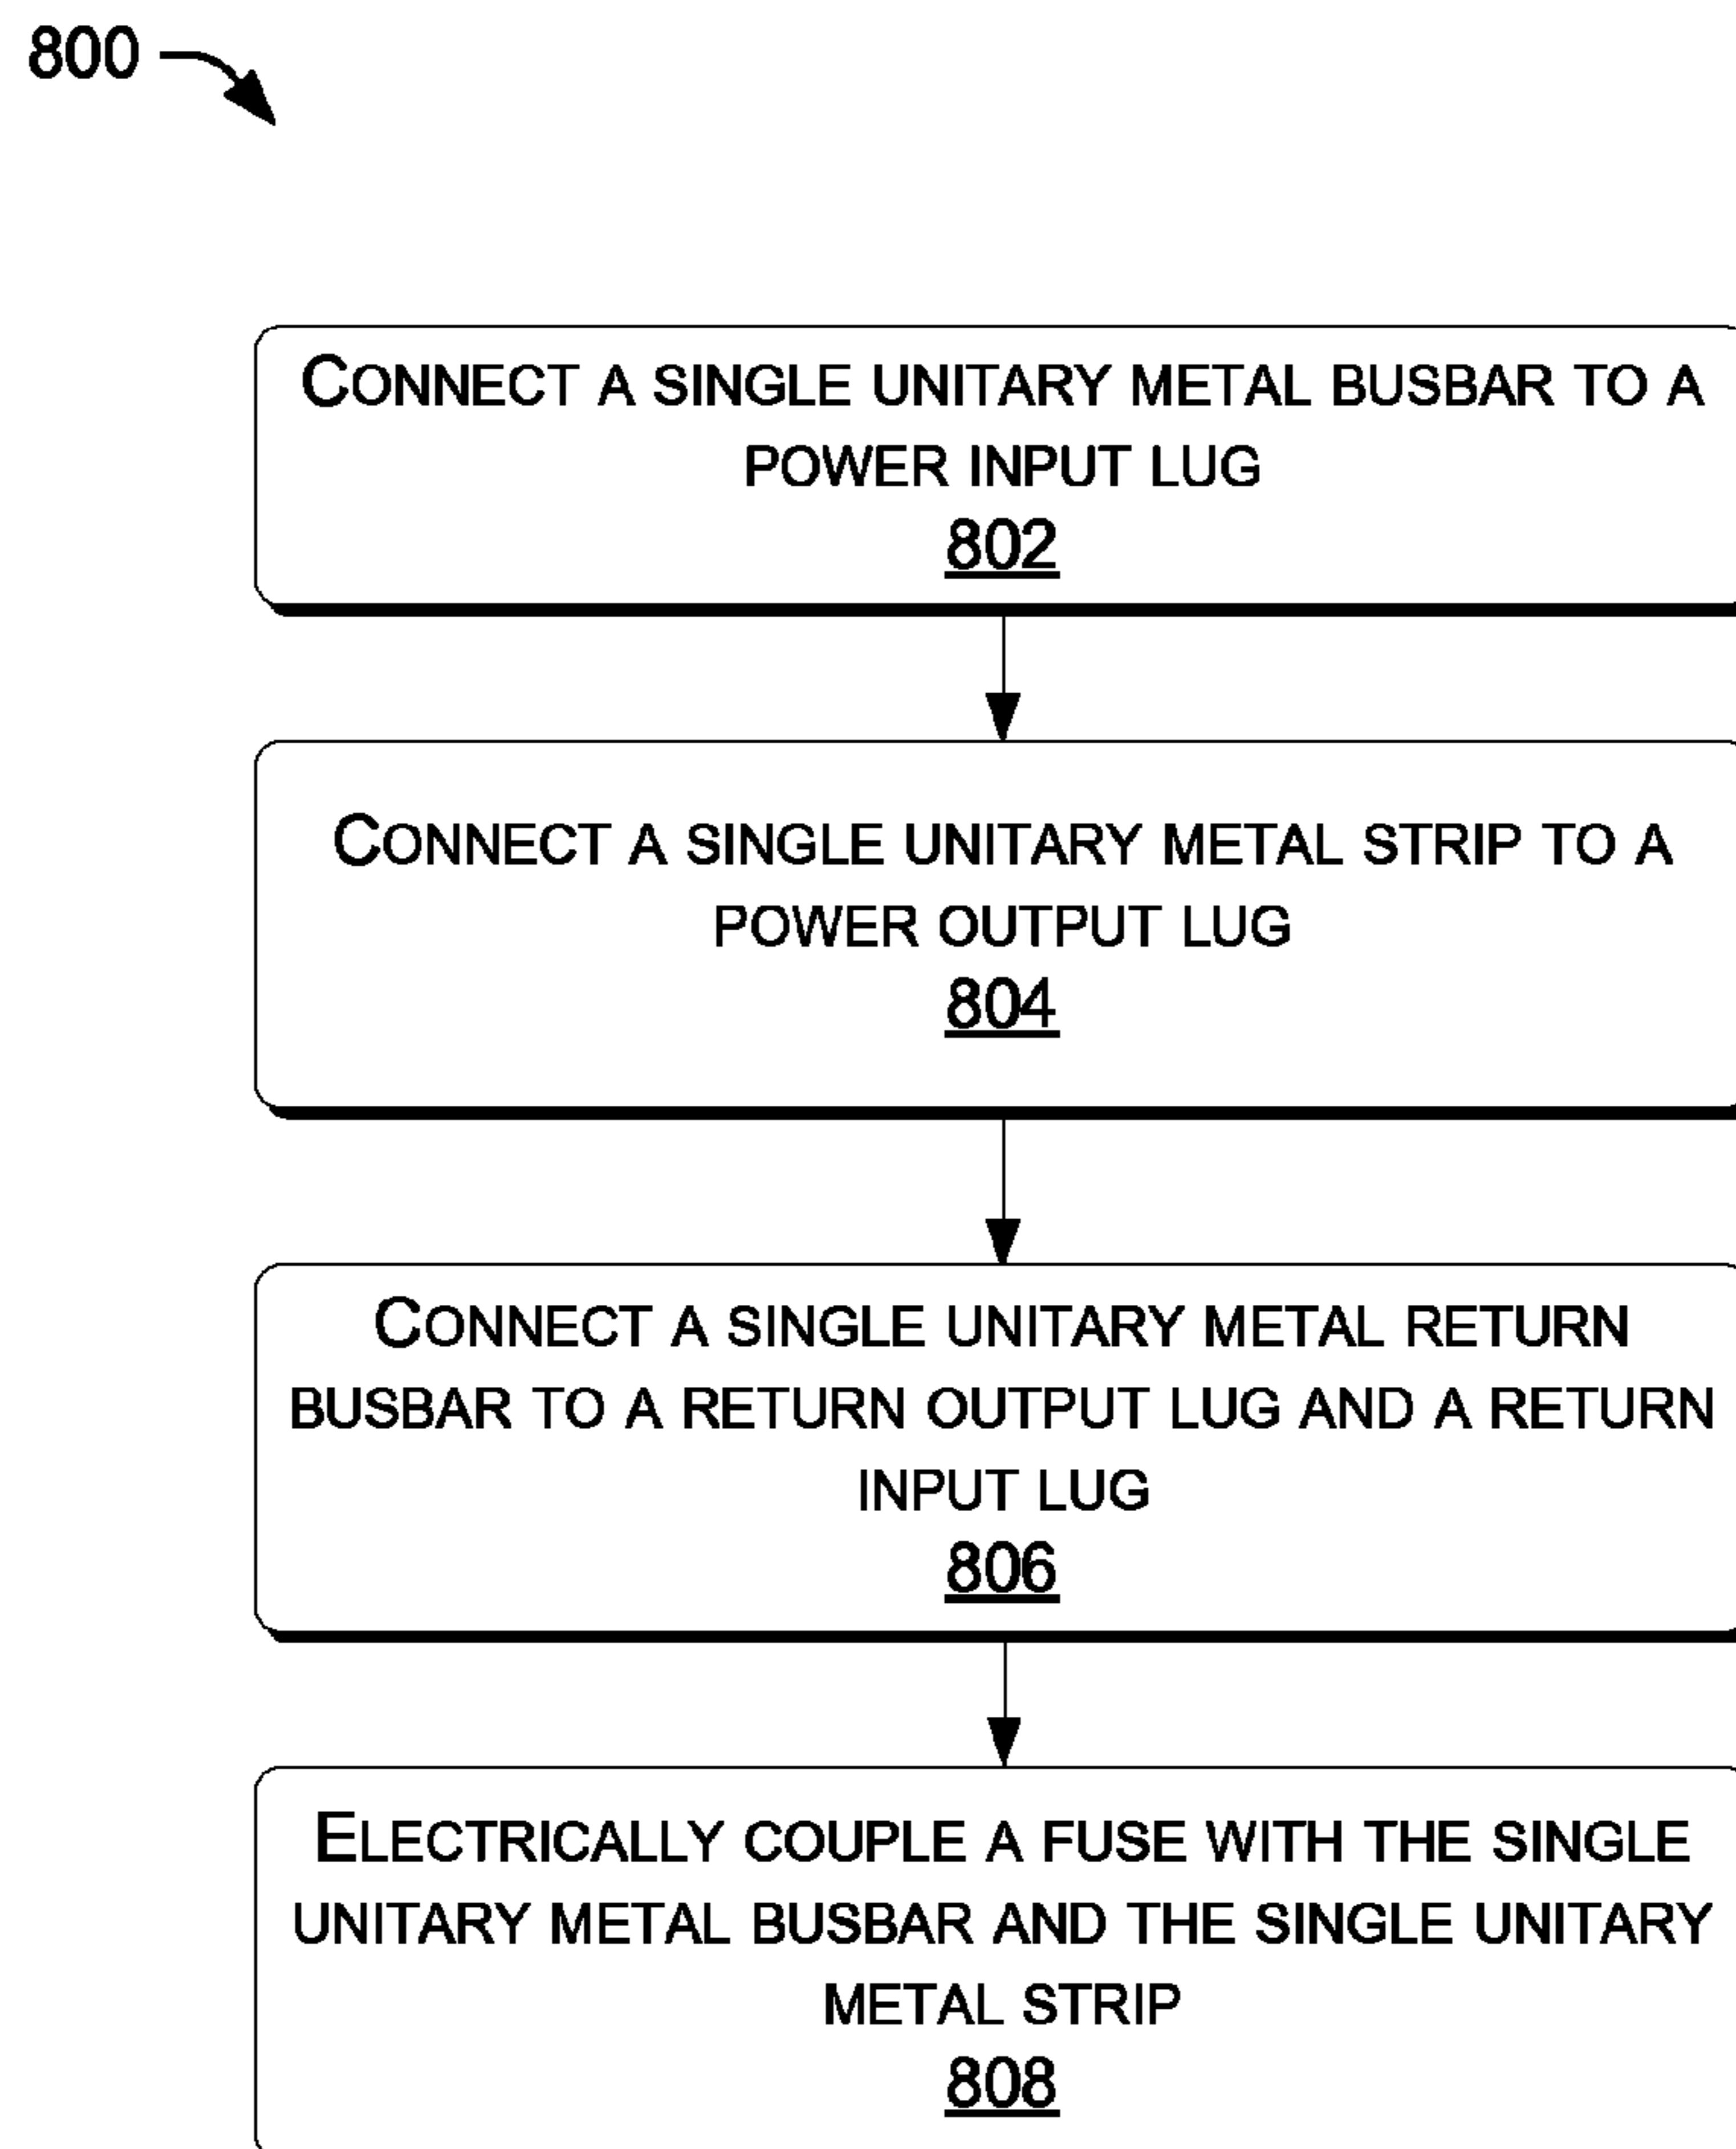 800
CONNECT A SINGLE UNITARY METAL BUSBAR TO A
POWER INPUT LUG
802
CONNECT A SINGLE UNITARY METAL STRIP TO A
POWER OUTPUT LUG
804
CONNECT A SINGLE UNITARY METAL RETURN
BUSBAR TO A RETURN OUTPUT LUG AND A RETURN
INPUT LUG
806
ELECTRICALLY COUPLE A FUSE WITH THE SINGLE
UNITARY METAL BUSBAR AND THE SINGLE UNITARY
METAL STRIP
808